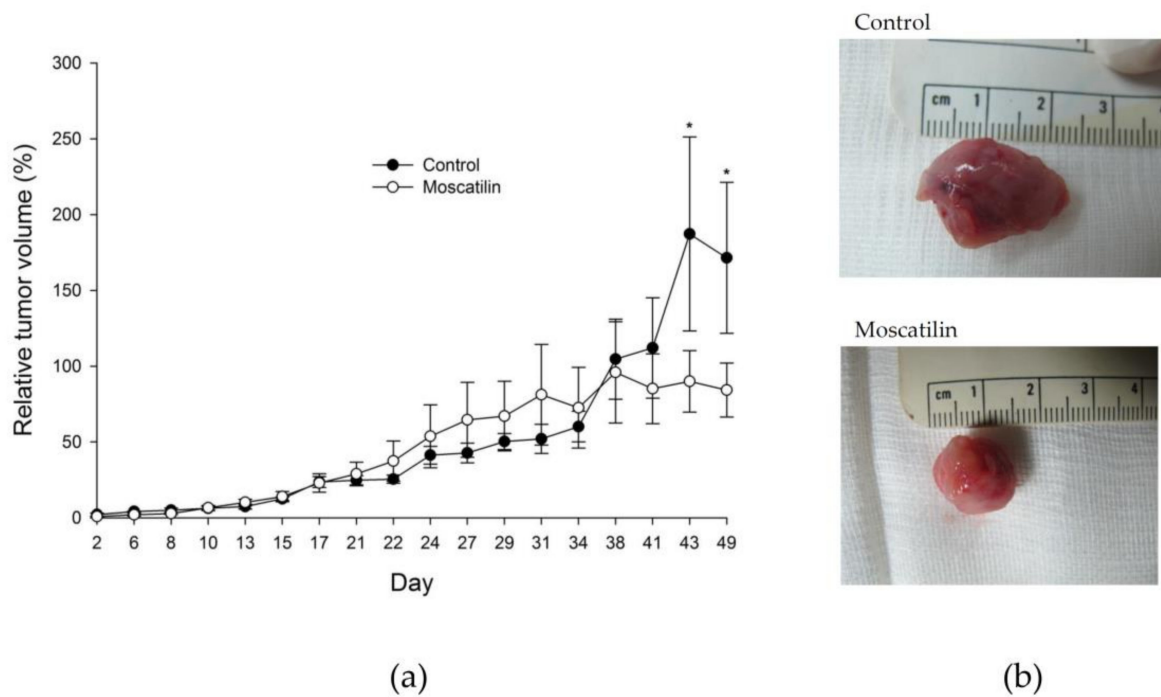 Control
300
250
200
150
100
50
0
Relative tumor volume (%)
* *
Control
Moscatilin
2 6 8 10 13 15 17 21 22 24 27 29 31 34 38 41 43 49
Day
cm 1 2 3
Moscatilin
cm 1 2 3 4
(a) (b)